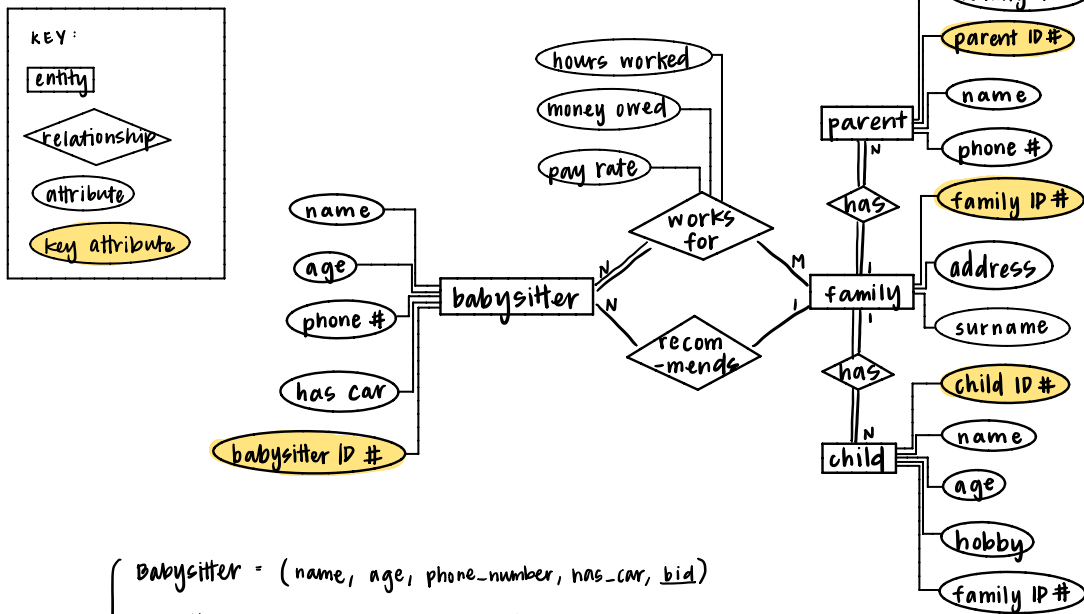 KEY:
entity
relationship
attribute
key attribute
hours worked
money owed
pay rate
name
age
phone #
has car
babysitter ID #
babysitter
works
for
N
M
recom
-mends
N
1
parent ID #
name
phone #
parent
N
has
1
family
family ID #
address
surname
1
has
N
child
child ID #
name
age
hobby
family ID #
Babysitter = (name, age, phone_number, has_car, bid)